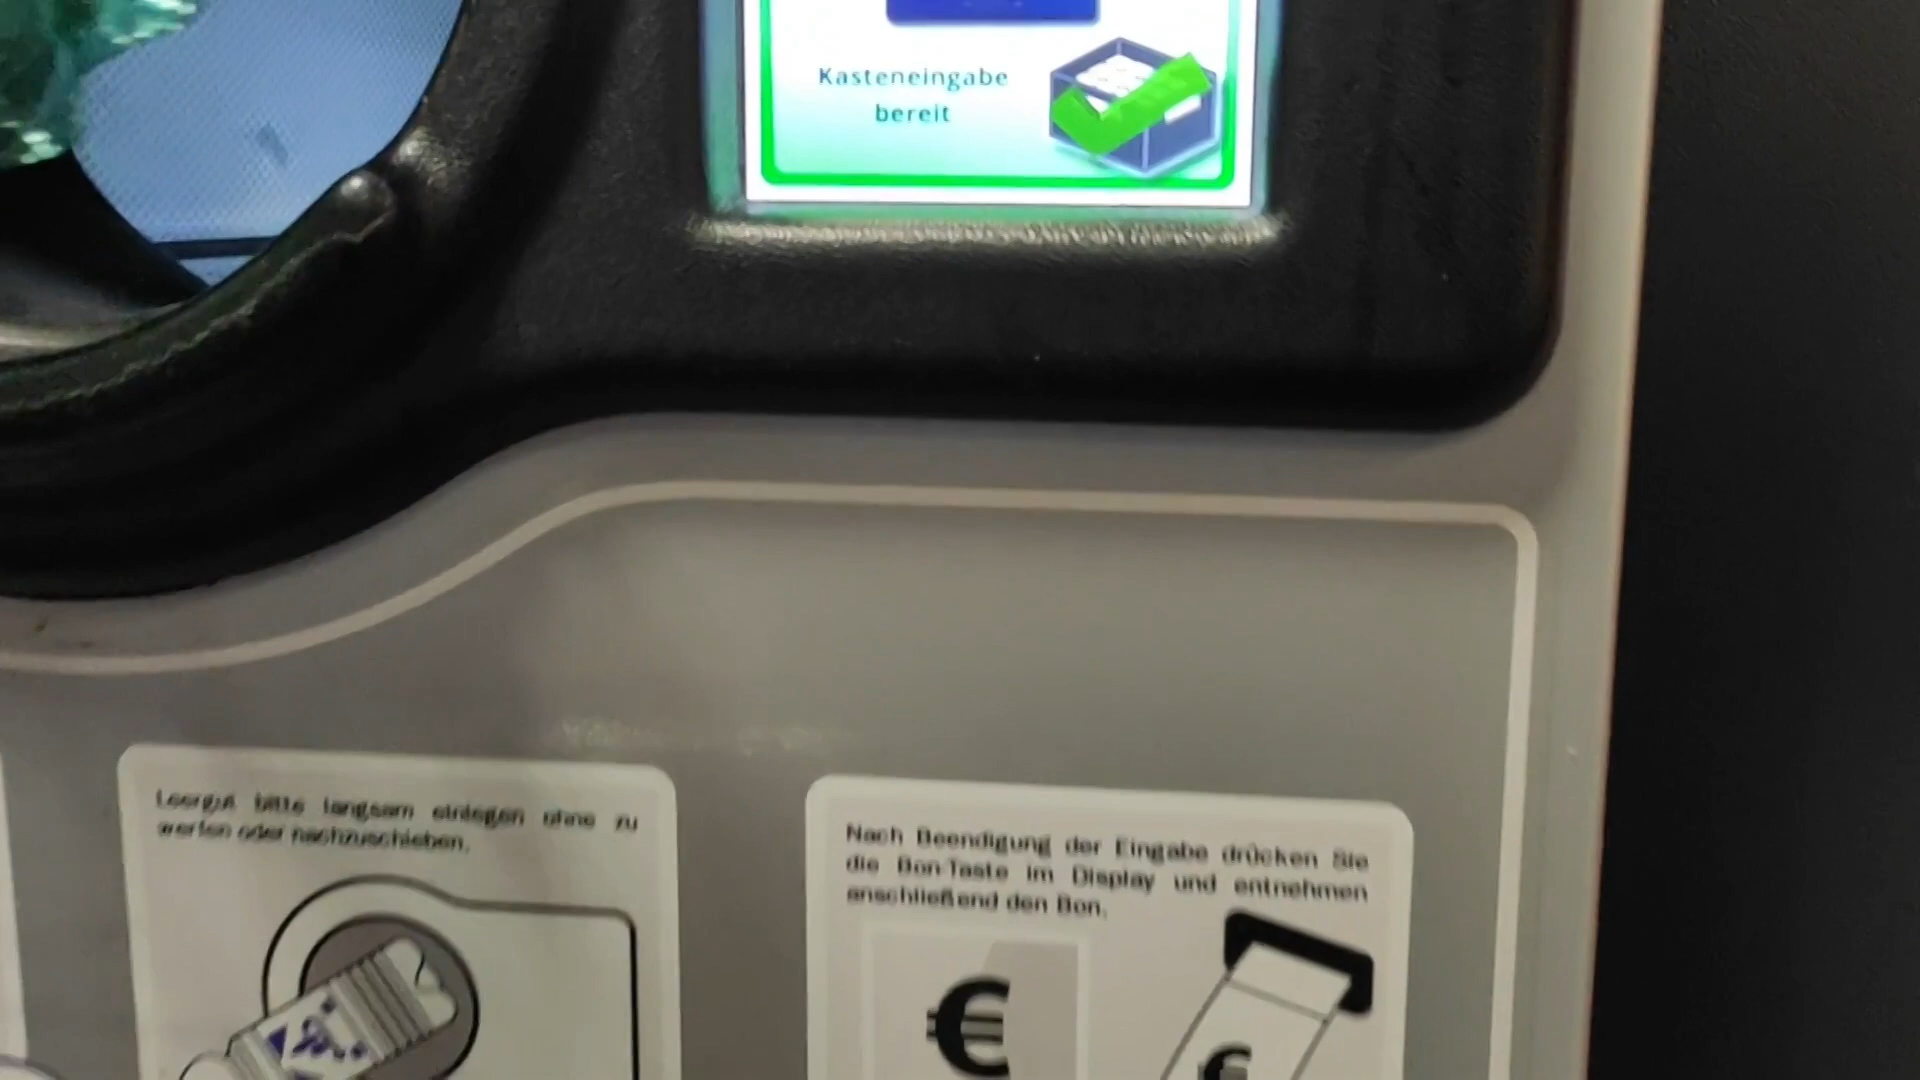 Kasteneingabe
bereit
Leergut bitte langsam einlegen ohne zu
werfen oder nachzuschieben.
Nach Beendigung der Eingabe drücken Sie
die Bon-Taste im Display und entnehmen
anschließend den Bon.
€
€